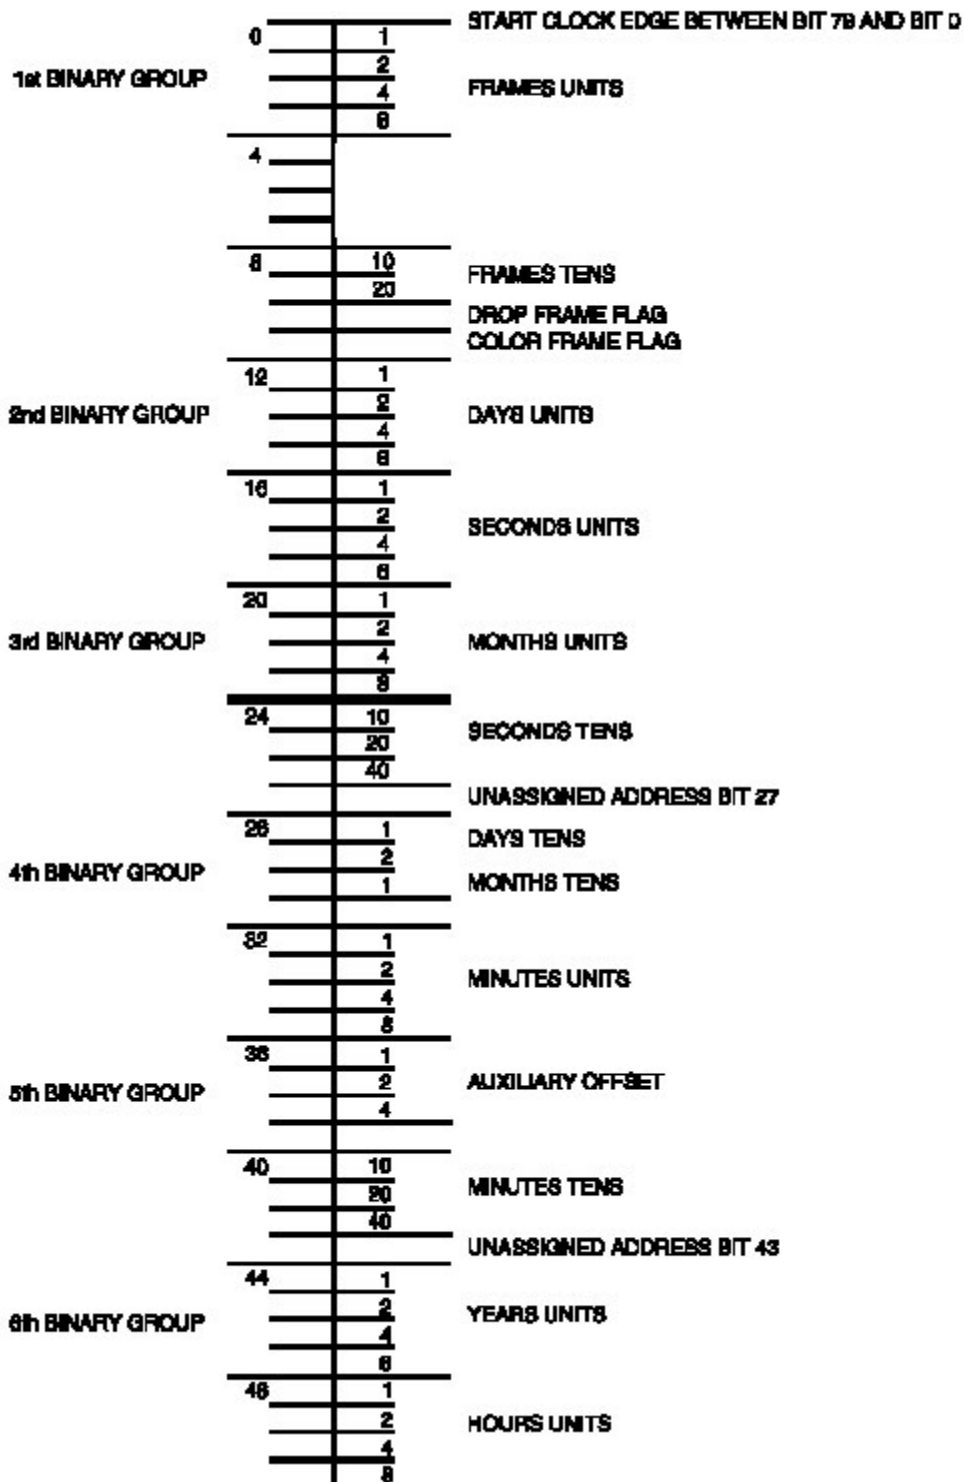 START CLOCK EDGE BETWEEN BIT 79 AND BIT 0
0 1
2
1st BINARY GROUP 4 FRAMES UNITS
8
4
8 10
FRAMES TENS
20
DROP FRAME FLAG
COLOR FRAME FLAG
12 1
2
2nd BINARY GROUP DAYS UNITS
4
8
16 1
2
SECONDS UNITS
4
8
20 1
2
3rd BINARY GROUP MONTHS UNITS
4
8
24 10
SECONDS TENS
20
40
UNASSIGNED ADDRESS BIT 27
28 1 DAYS TENS
2
4th BINARY GROUP 1 MONTHS TENS
32 1
2
MINUTES UNITS
4
8
36 1
2 AUXILIARY OFFSET
5th BINARY GROUP
4
40 10
20 MINUTES TENS
40
UNASSIGNED ADDRESS BIT 43
44 1
2 YEARS UNITS
6th BINARY GROUP
4
8
48 1
2 HOURS UNITS
4
8